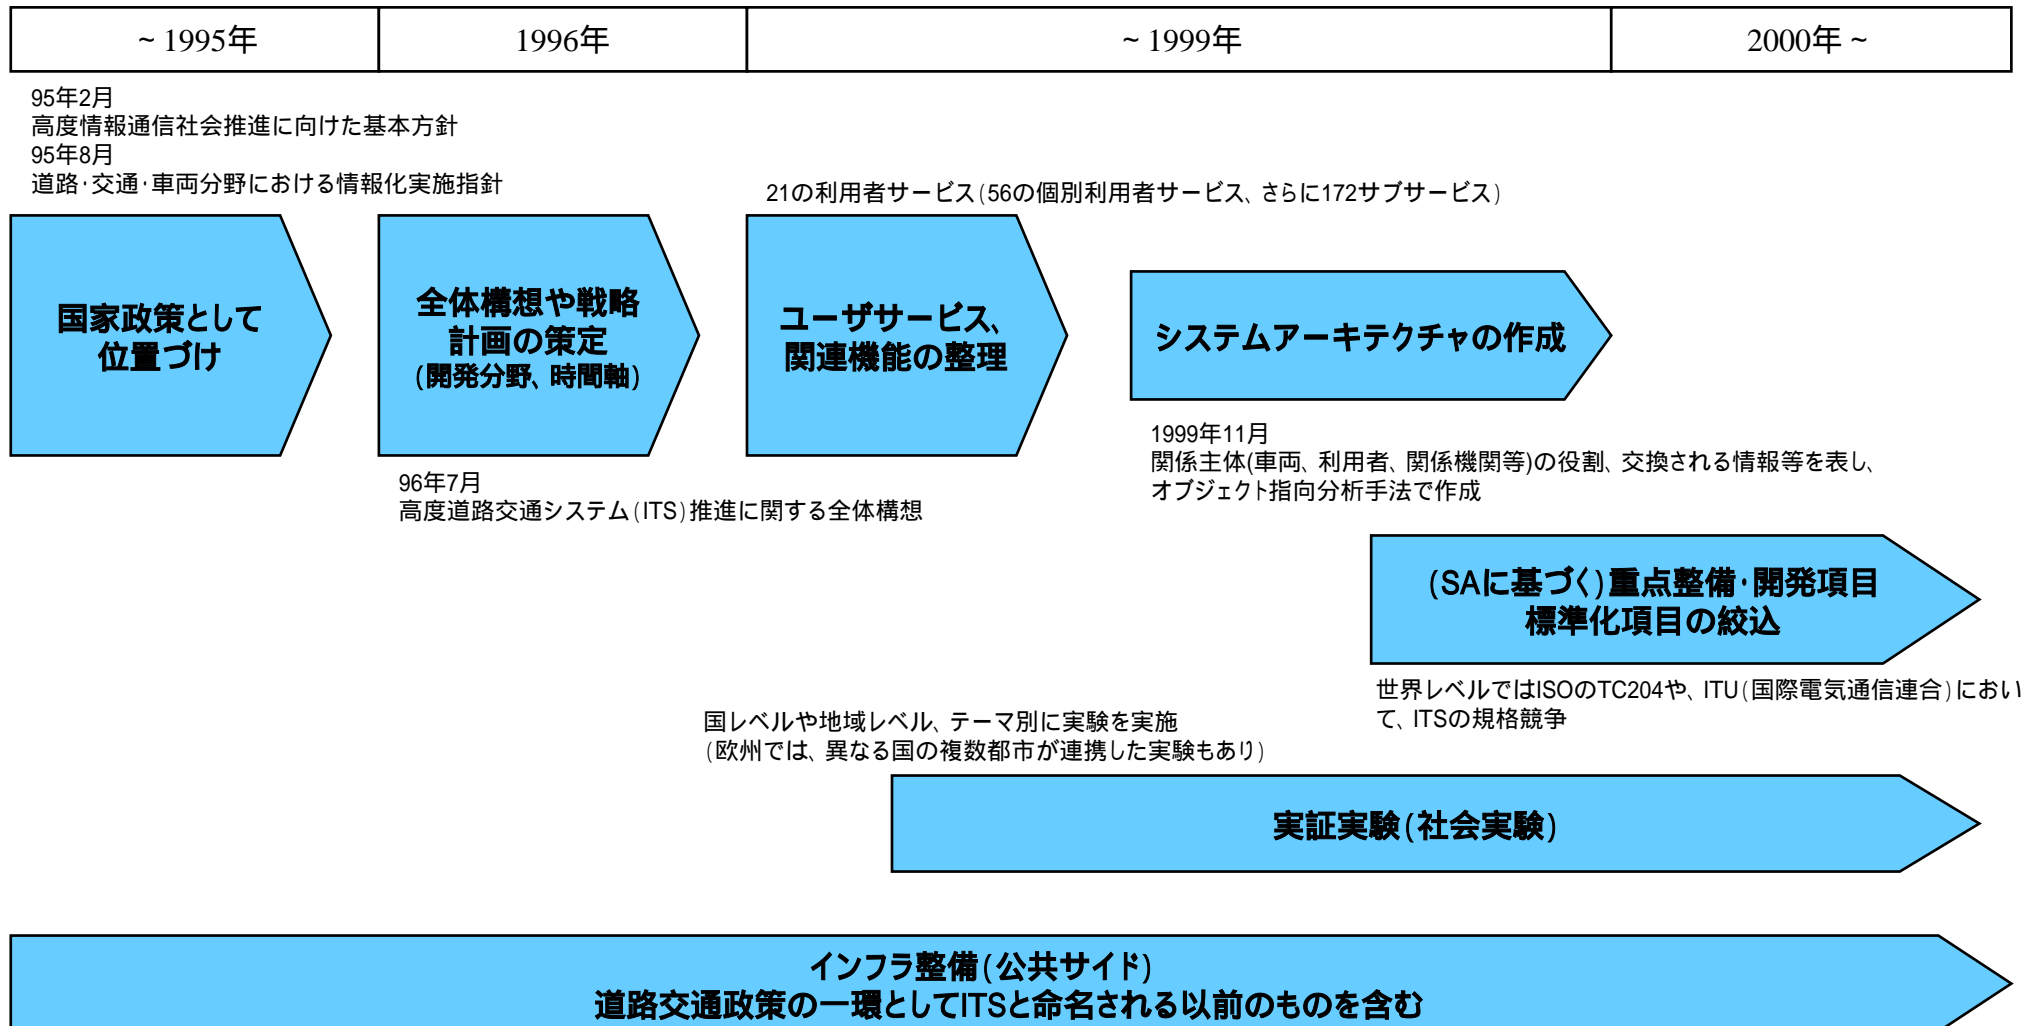 ~ 1995年
1996年
~ 1999年
2000年 ~
95年2月
高度情報通信社会推進に向けた基本方針
95年8月
道路・交通・車両分野における情報化実施指針
21の利用者サービス(56の個別利用者サービス、さらに172サブサービス)
国家政策として
位置づけ
全体構想や戦略
計画の策定
(開発分野、時間軸)
ユーザサービス、
関連機能の整理
システムアーキテクチャの作成
96年7月
高度道路交通システム(ITS)推進に関する全体構想
1999年11月
関係主体(車両、利用者、関係機関等)の役割、交換される情報等を表し、
オブジェクト指向分析手法で作成
(SAに基づく)重点整備・開発項目
標準化項目の絞込
世界レベルではISOのTC204や、ITU(国際電気通信連合)におい
て、ITSの規格競争
国レベルや地域レベル、テーマ別に実験を実施
(欧州では、異なる国の複数都市が連携した実験もあり)
実証実験(社会実験)
インフラ整備(公共サイド)
道路交通政策の一環としてITSと命名される以前のものを含む